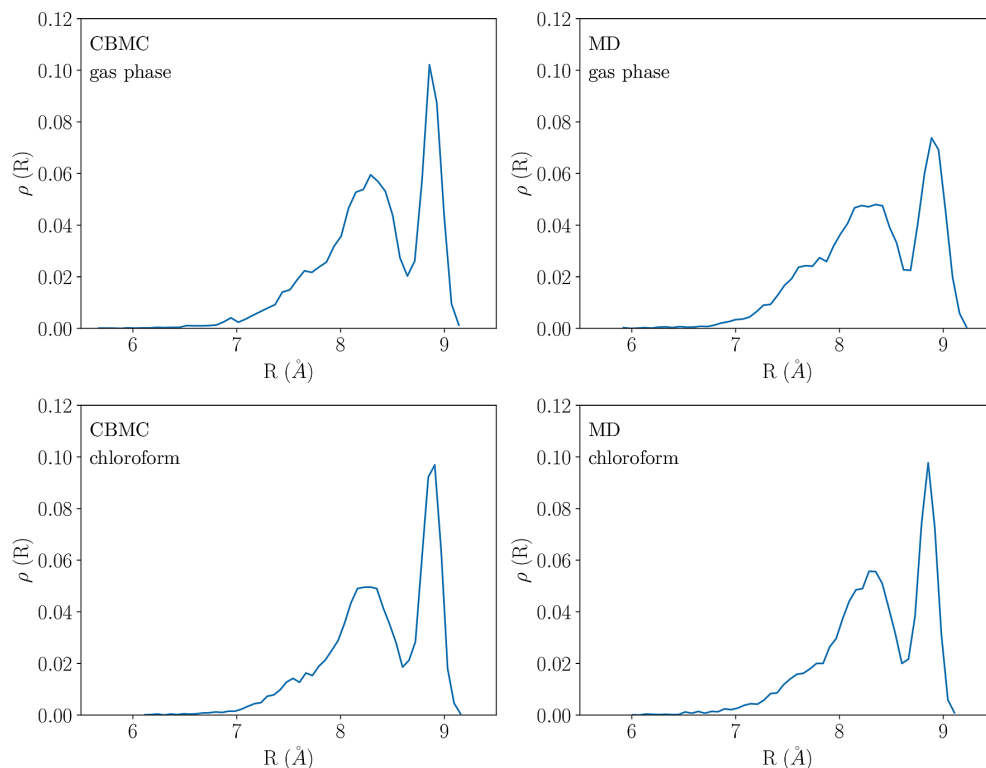 0.12
0.10
0.08
0.06
0.04
0.02
0.00
ρ (R)
CBMC
gas phase
6 7 8 9
R (Å)
0.12
0.10
0.08
0.06
0.04
0.02
0.00
ρ (R)
MD
gas phase
6 7 8 9
R (Å)
0.12
0.10
0.08
0.06
0.04
0.02
0.00
ρ (R)
CBMC
chloroform
6 7 8 9
R (Å)
0.12
0.10
0.08
0.06
0.04
0.02
0.00
ρ (R)
MD
chloroform
6 7 8 9
R (Å)